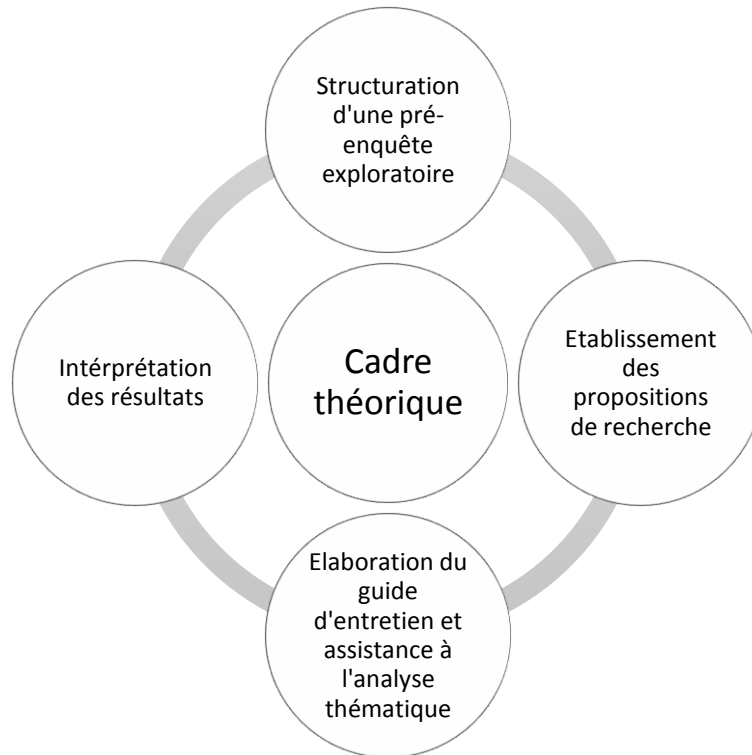 Structuration
d'une pré-
enquête
exploratoire
Etablissement
des
propositions
de recherche
Elaboration du
guide
d'entretien et
assistance à
l'analyse
thématique
Intérprétation
des résultats
Cadre
théorique